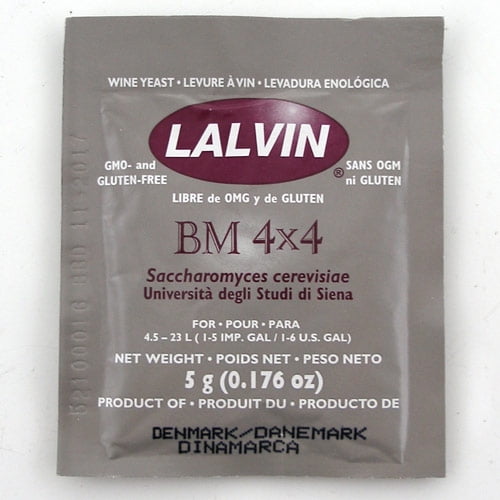 WINE YEAST • LEVURE À VIN • LEVADURA ENOLÓGICA
LALVIN®
GMO- and
GLUTEN-FREE
SANS OGM
ni GLUTEN
LIBRE de OMG y de GLUTEN
BM 4x4
Saccharomyces cerevisiae
Università degli Studi di Siena
FOR • POUR • PARA
4.5 – 23 L ( 1-5 IMP. GAL / 1-6 U.S. GAL)
NET WEIGHT • POIDS NET • PESO NETO
5 g (0.176 oz)
PRODUCT OF • PRODUIT DU • PRODUCTO DE
DENMARK/DANEMARK
DINAMARCA
11-2017